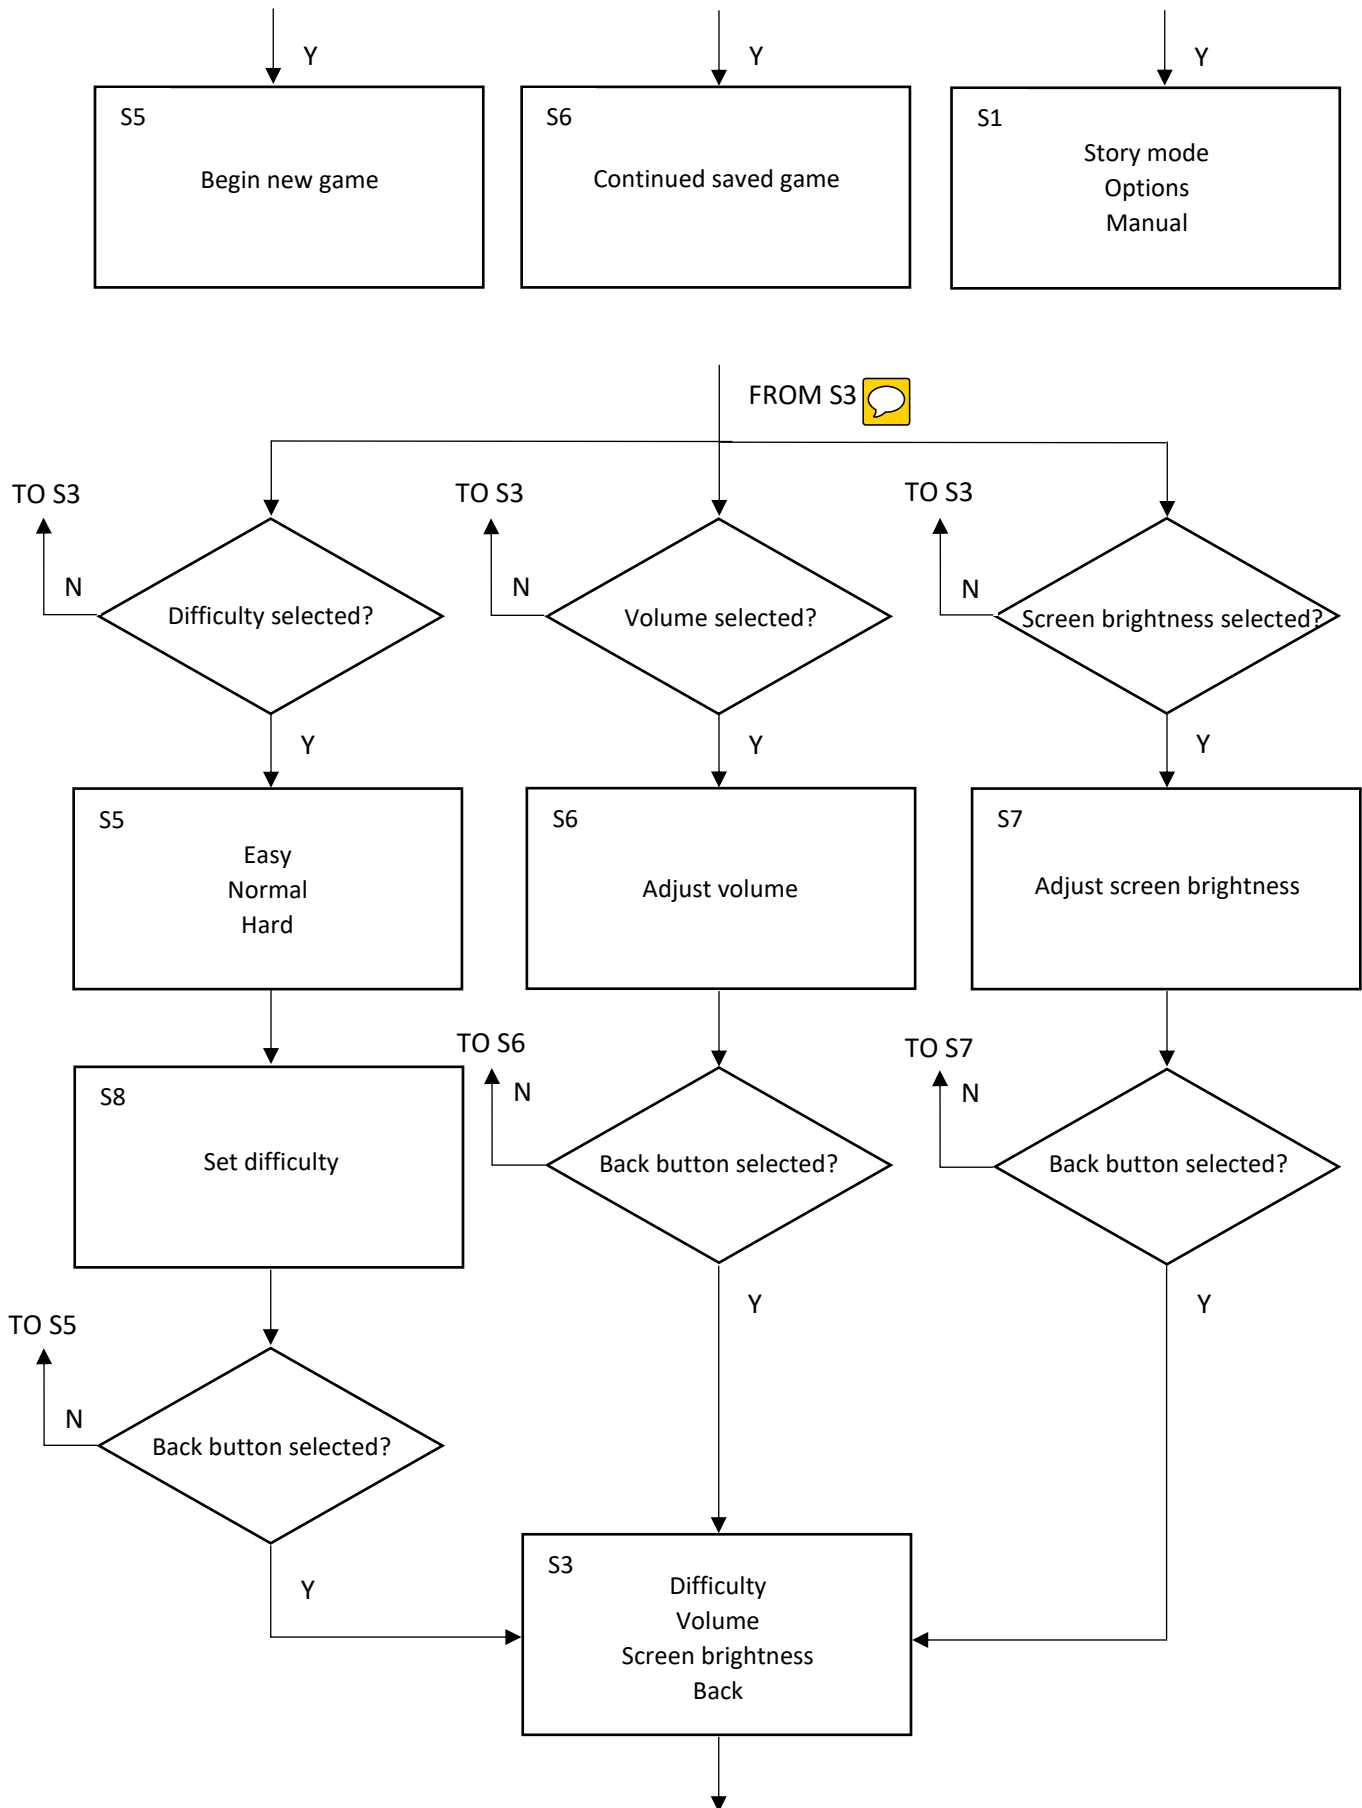 Y
Y
Y
S5
Begin new game
S6
Continued saved game
S1
Story mode
Options
Manual
FROM S3
TO S3
TO S3
TO S3
N
Difficulty selected?
N
Volume selected?
N
Screen brightness selected?
Y
Y
Y
S5
Easy
Normal
Hard
S6
Adjust volume
S7
Adjust screen brightness
TO S6
TO S7
S8
Set difficulty
N
Back button selected?
N
Back button selected?
Y
Y
TO S5
N
Back button selected?
Y
S3
Difficulty
Volume
Screen brightness
Back